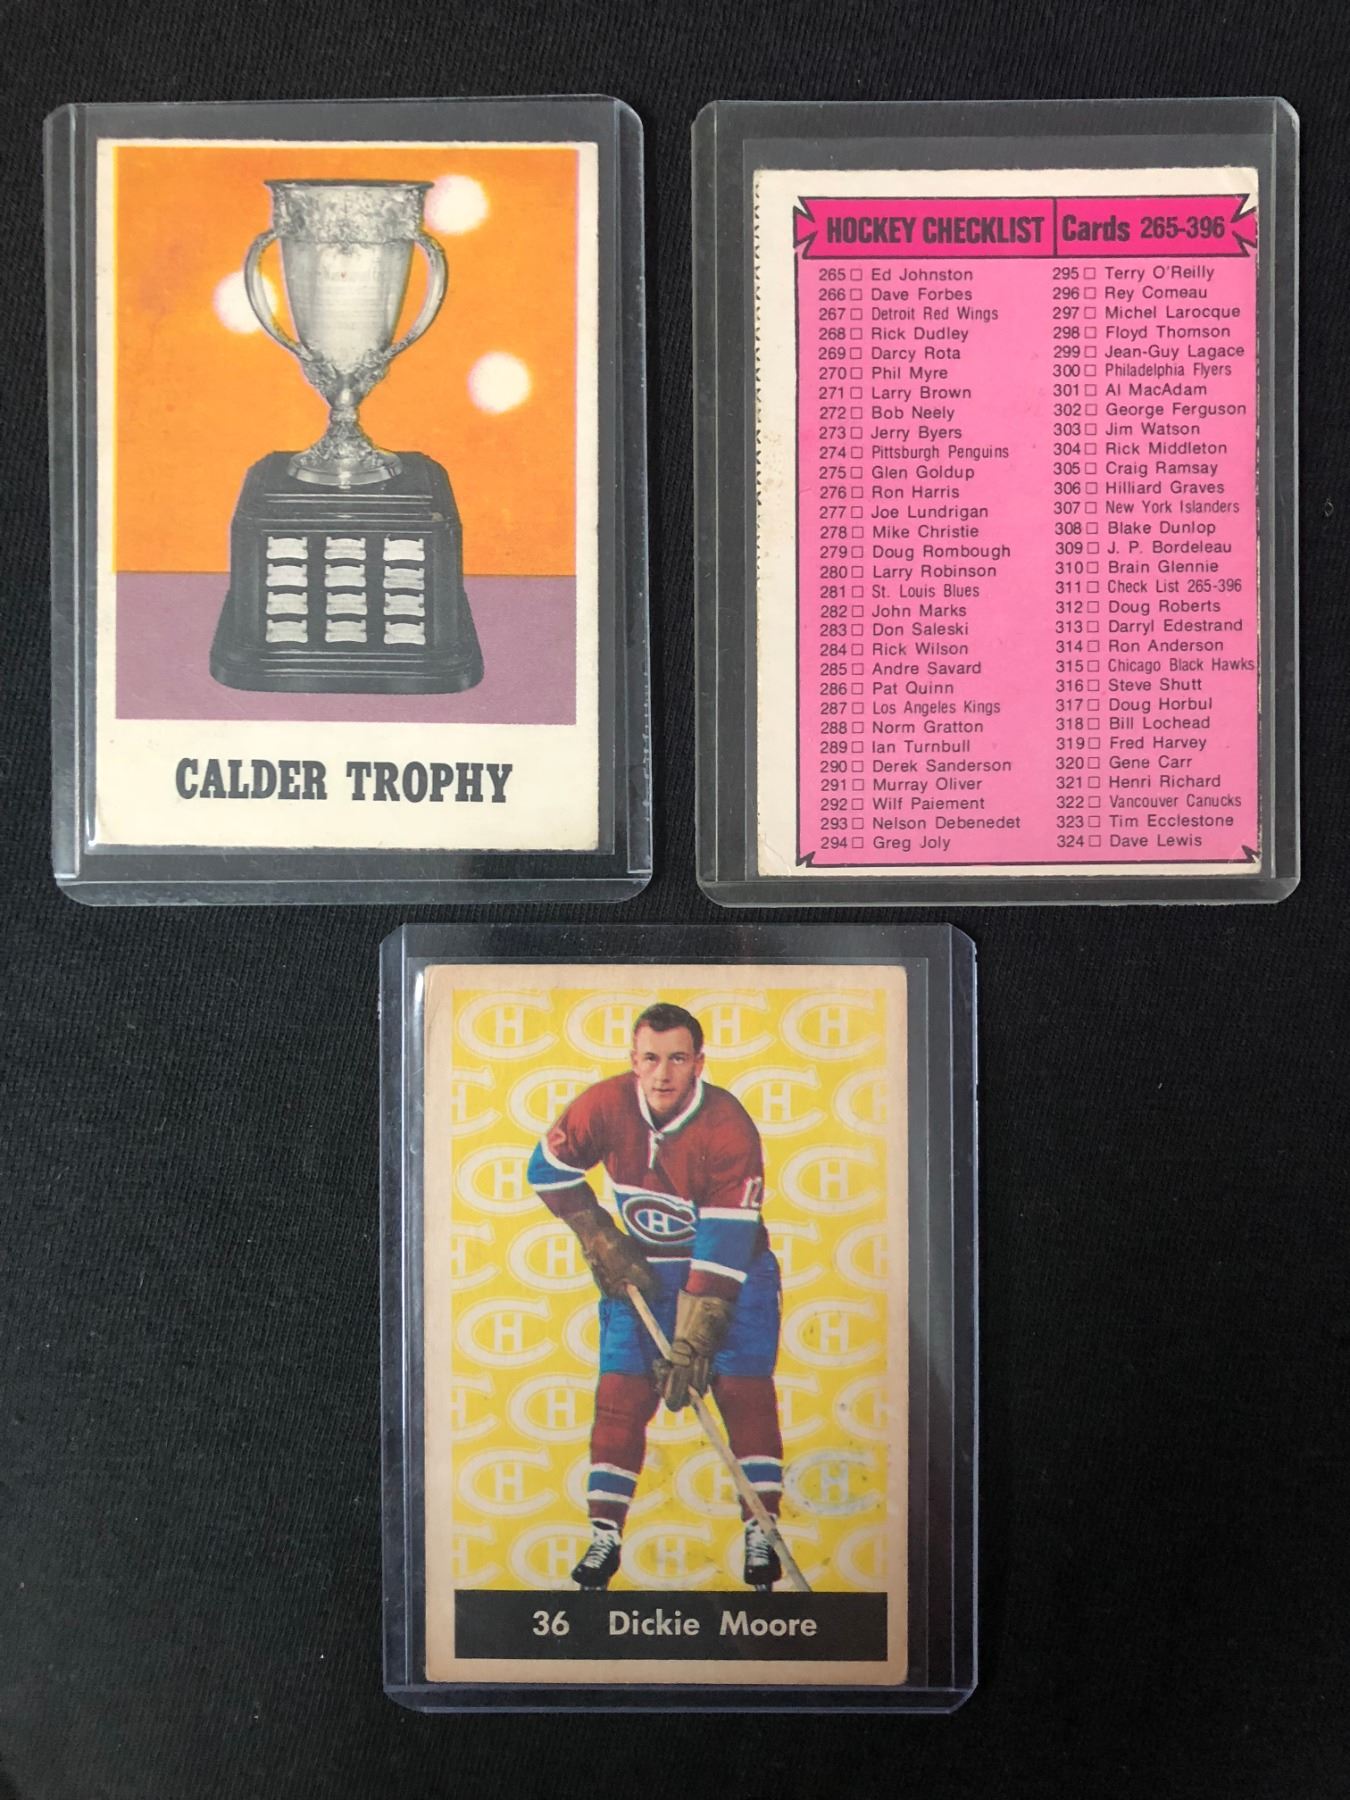 CALDER TROPHY
HOCKEY CHECKLIST Cards 265-396
265 Ed Johnston
266 Dave Forbes
267 Detroit Red Wings
268 Rick Dudley
269 Darcy Rota
270 Phil Myre
271 Larry Brown
272 Bob Neely
273 Jerry Byers
274 Pittsburgh Penguins
275 Glen Goldup
276 Ron Harris
277 Joe Lundrigan
278 Mike Christie
279 Doug Rombough
280 Larry Robinson
281 St. Louis Blues
282 John Marks
283 Don Saleski
284 Rick Wilson
285 Andre Savard
286 Pat Quinn
287 Los Angeles Kings
288 Norm Gratton
289 Ian Turnbull
290 Derek Sanderson
291 Murray Oliver
292 Wilf Paiement
293 Nelson Debenedet
294 Greg Joly
295 Terry O'Reilly
296 Rey Comeau
297 Michel Larocque
298 Floyd Thomson
299 Jean-Guy Lagace
300 Philadelphia Flyers
301 Al MacAdam
302 George Ferguson
303 Jim Watson
304 Rick Middleton
305 Craig Ramsay
306 Hilliard Graves
307 New York Islanders
308 Blake Dunlop
309 J. P. Bordeleau
310 Brain Glennie
311 Check List 265-396
312 Doug Roberts
313 Darryl Edestrand
314 Ron Anderson
315 Chicago Black Hawks
316 Steve Shutt
317 Doug Horbul
318 Bill Lochead
319 Fred Harvey
320 Gene Carr
321 Henri Richard
322 Vancouver Canucks
323 Tim Ecclestone
324 Dave Lewis
12
12
36 Dickie Moore